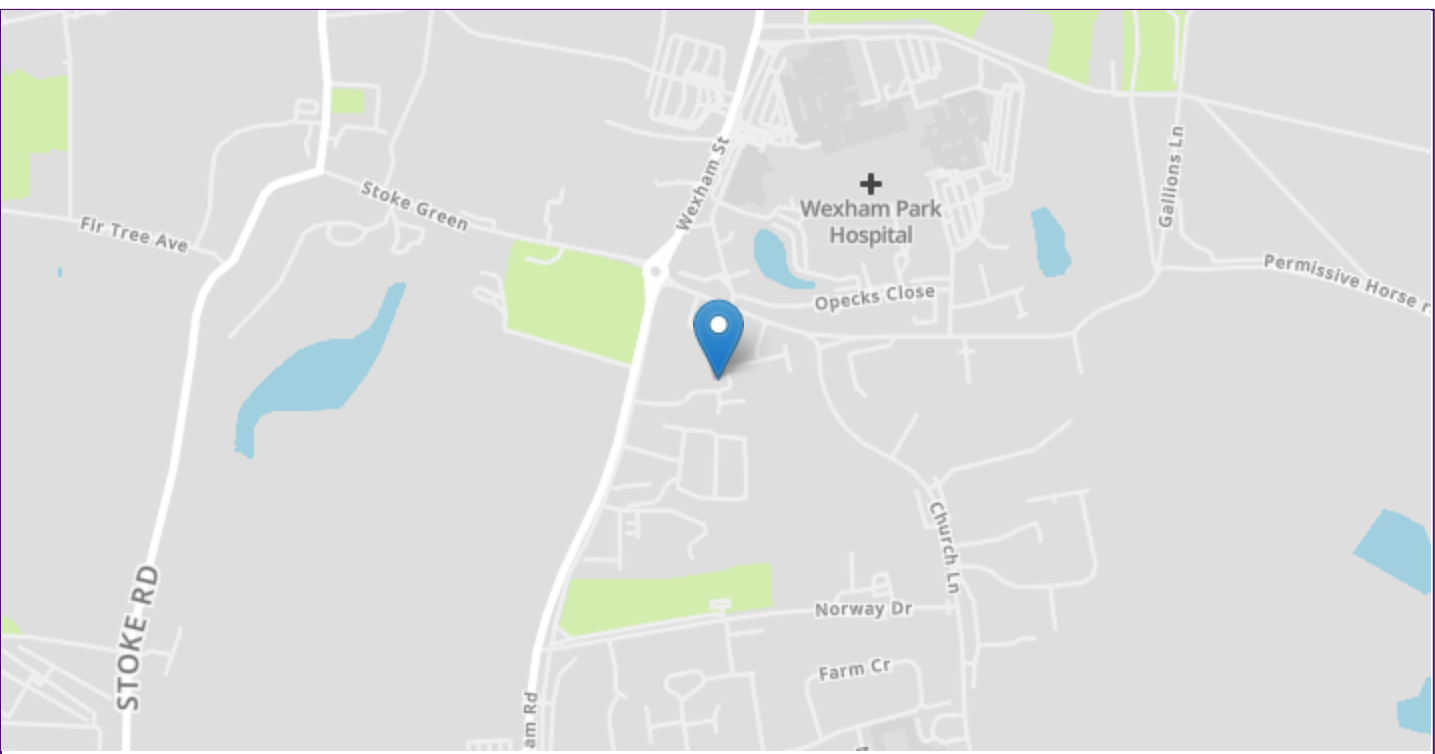 Wexham St
Gallions Ln
Stoke Green
Wexham Park
Hospital
Fir Tree Ave
Permissive Horse r
Opecks Close
Church Ln
STOKE RD
Norway Dr
Farm Cr
am Rd